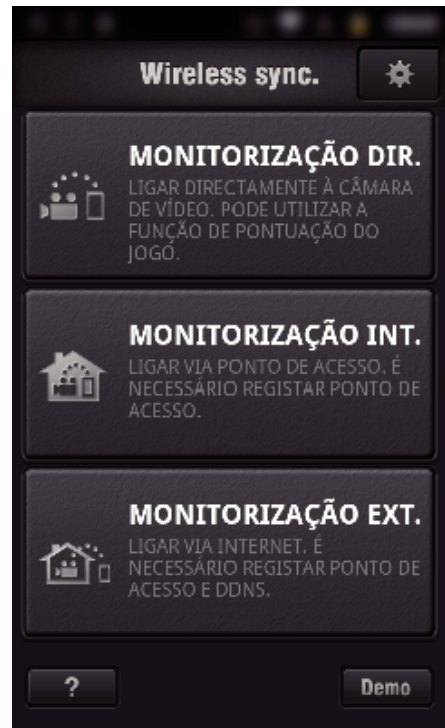 Wireless sync.
MONITORIZAÇÃO DIR.
LIGAR DIRECTAMENTE À CÂMARA
DE VÍDEO. PODE UTILIZAR A
FUNÇÃO DE PONTUAÇÃO DO
JOGO.
MONITORIZAÇÃO INT.
LIGAR VIA PONTO DE ACESSO. É
NECESSÁRIO REGISTAR PONTO DE
ACESSO.
MONITORIZAÇÃO EXT.
LIGAR VIA INTERNET. É
NECESSÁRIO REGISTAR PONTO DE
ACESSO E DDNS.
?
Demo